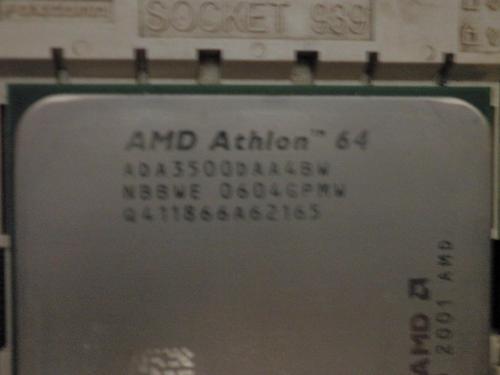 SOCKET 939
AMD Athlon™ 64
ADA3500DAA4BW
NBBWE 0604GPMW
Q411866A62165
AMD
2001 AMD